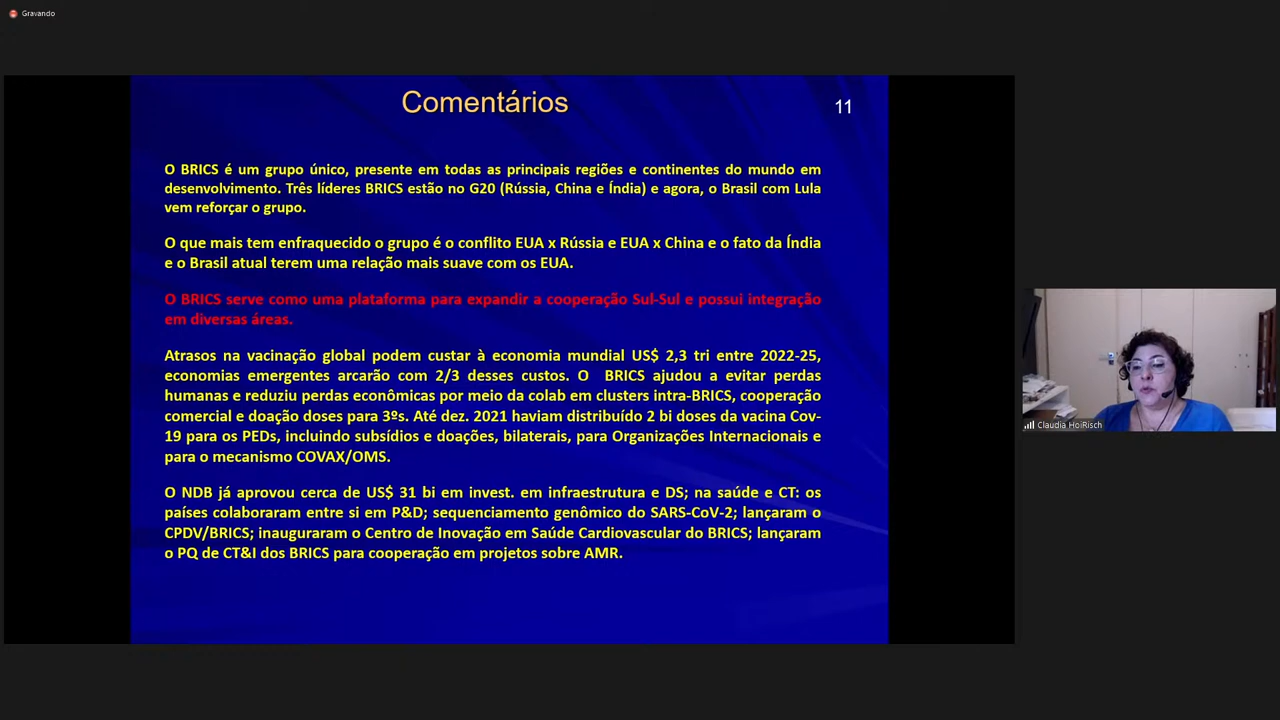 Gravando
Comentários
11
O BRICS é um grupo único, presente em todas as principais regiões e continentes do mundo em
desenvolvimento. Três líderes BRICS estão no G20 (Rússia, China e Índia) e agora, o Brasil com Lula
vem reforçar o grupo.
O que mais tem enfraquecido o grupo é o conflito EUA x Rússia e EUA x China e o fato da Índia
e o Brasil atual terem uma relação mais suave com os EUA.
O BRICS serve como uma plataforma para expandir a cooperação Sul-Sul e possui integração
em diversas áreas.
Atrasos na vacinação global podem custar à economia mundial US$ 2,3 tri entre 2022-25,
economias emergentes arcarão com 2/3 desses custos. O BRICS ajudou a evitar perdas
humanas e reduziu perdas econômicas por meio da colab em clusters intra-BRICS, cooperação
comercial e doação doses para 3ºs. Até dez. 2021 haviam distribuído 2 bi doses da vacina Cov-
19 para os PEDs, incluindo subsídios e doações, bilaterais, para Organizações Internacionais e
para o mecanismo COVAX/OMS.
O NDB já aprovou cerca de US$ 31 bi em invest. em infraestrutura e DS; na saúde e CT: os
países colaboraram entre si em P&D; sequenciamento genômico do SARS-CoV-2; lançaram o
CPDV/BRICS; inauguraram o Centro de Inovação em Saúde Cardiovascular do BRICS; lançaram
o PQ de CT&I dos BRICS para cooperação em projetos sobre AMR.
Claudia HoiRisch